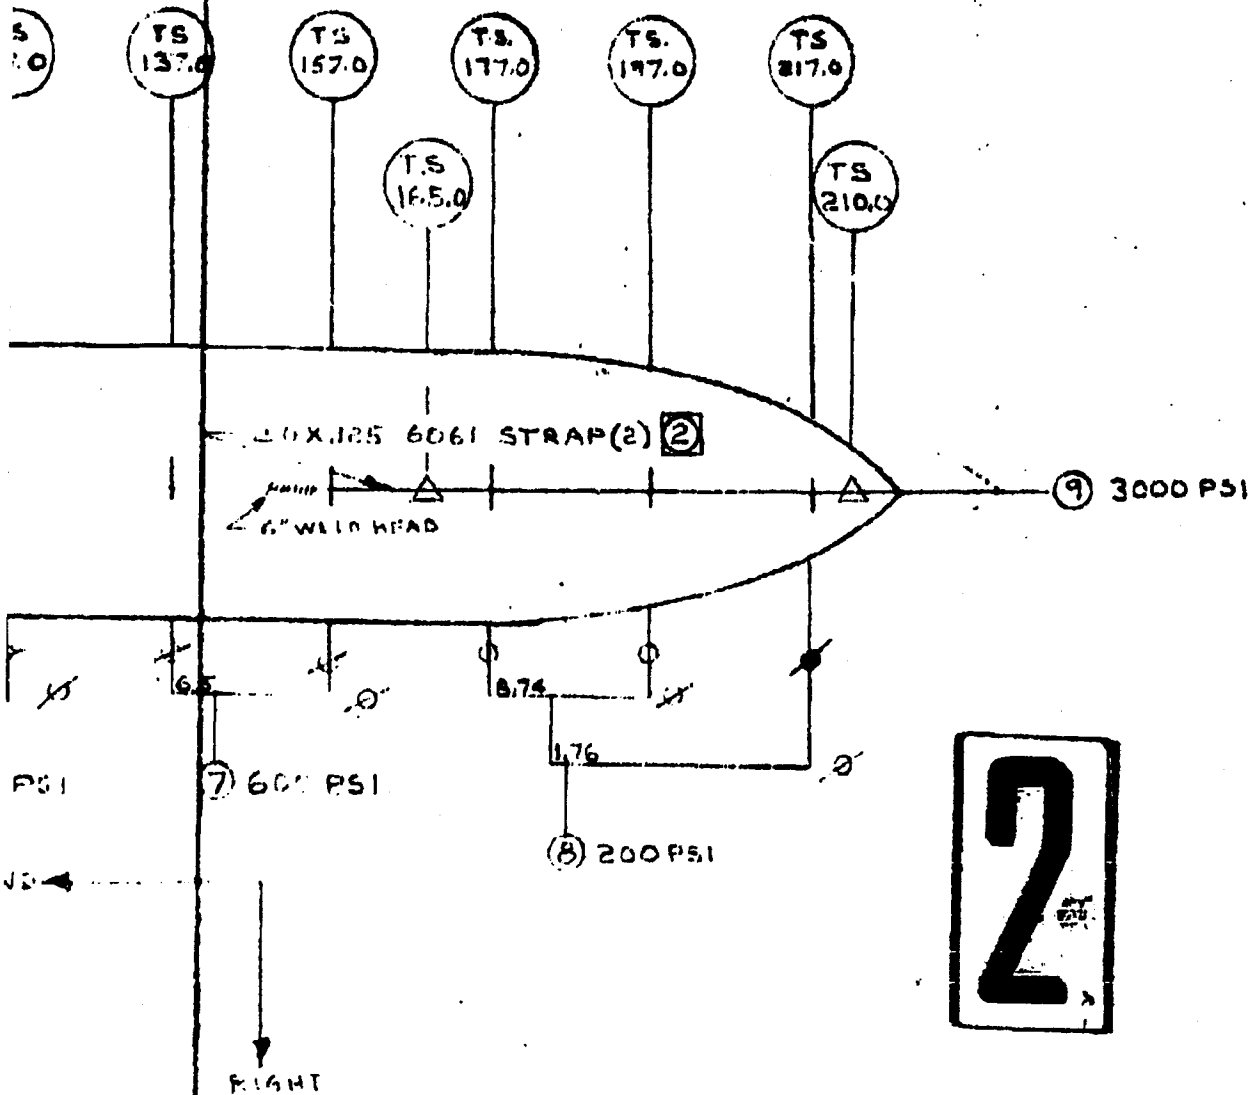 TS
137.0
TS
157.0
T.S.
177.0
T.S.
197.0
TS
217.0
T.S
165.0
TS
210.0
6061 STRAP(2) 2
6" WELD HEAD
9 3000 PSI
6.5
8.74
1.76
PSI
7 600 PSI
8 200 PSI
RIGHT
2